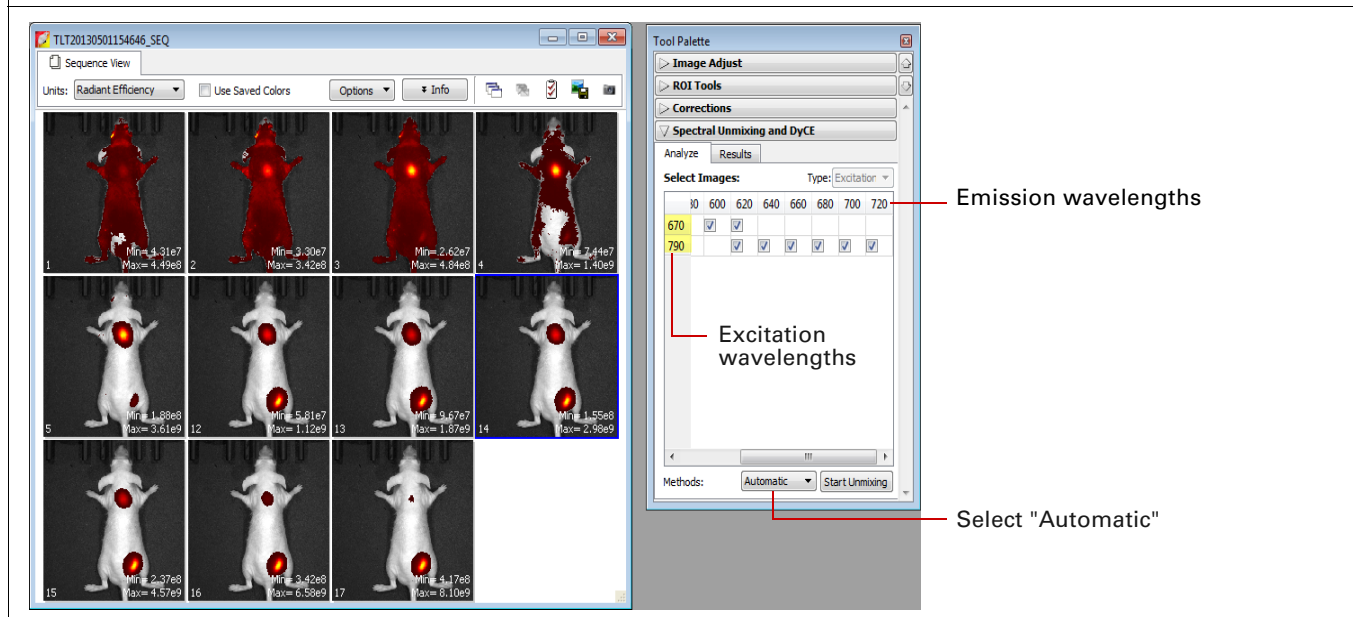 TLT20130501154646_SEQ
Sequence View
Units: Radiant Efficiency Use Saved Colors Options Info
Min= 4.31e7
1 Max= 4.49e8
Min= 3.30e7
2 Max= 3.42e8
Min= 2.62e7
3 Max= 4.84e8
Min= 7.44e7
4 Max= 1.40e9
Min= 1.88e8
5 Max= 3.61e9
Min= 5.81e7
12 Max= 1.12e9
Min= 9.67e7
13 Max= 1.87e9
Min= 1.55e8
14 Max= 2.98e9
Min= 2.37e8
15 Max= 4.57e9
Min= 3.42e8
16 Max= 6.58e9
Min= 4.17e8
17 Max= 8.10e9
Tool Palette
Image Adjust
ROI Tools
Corrections
Spectral Unmixing and DyCE
Analyze Results
Select Images: Type: Excitation
30 600 620 640 660 680 700 720
670
790
Methods: Automatic Start Unmixing
Emission wavelengths
Excitation
wavelengths
Select "Automatic"